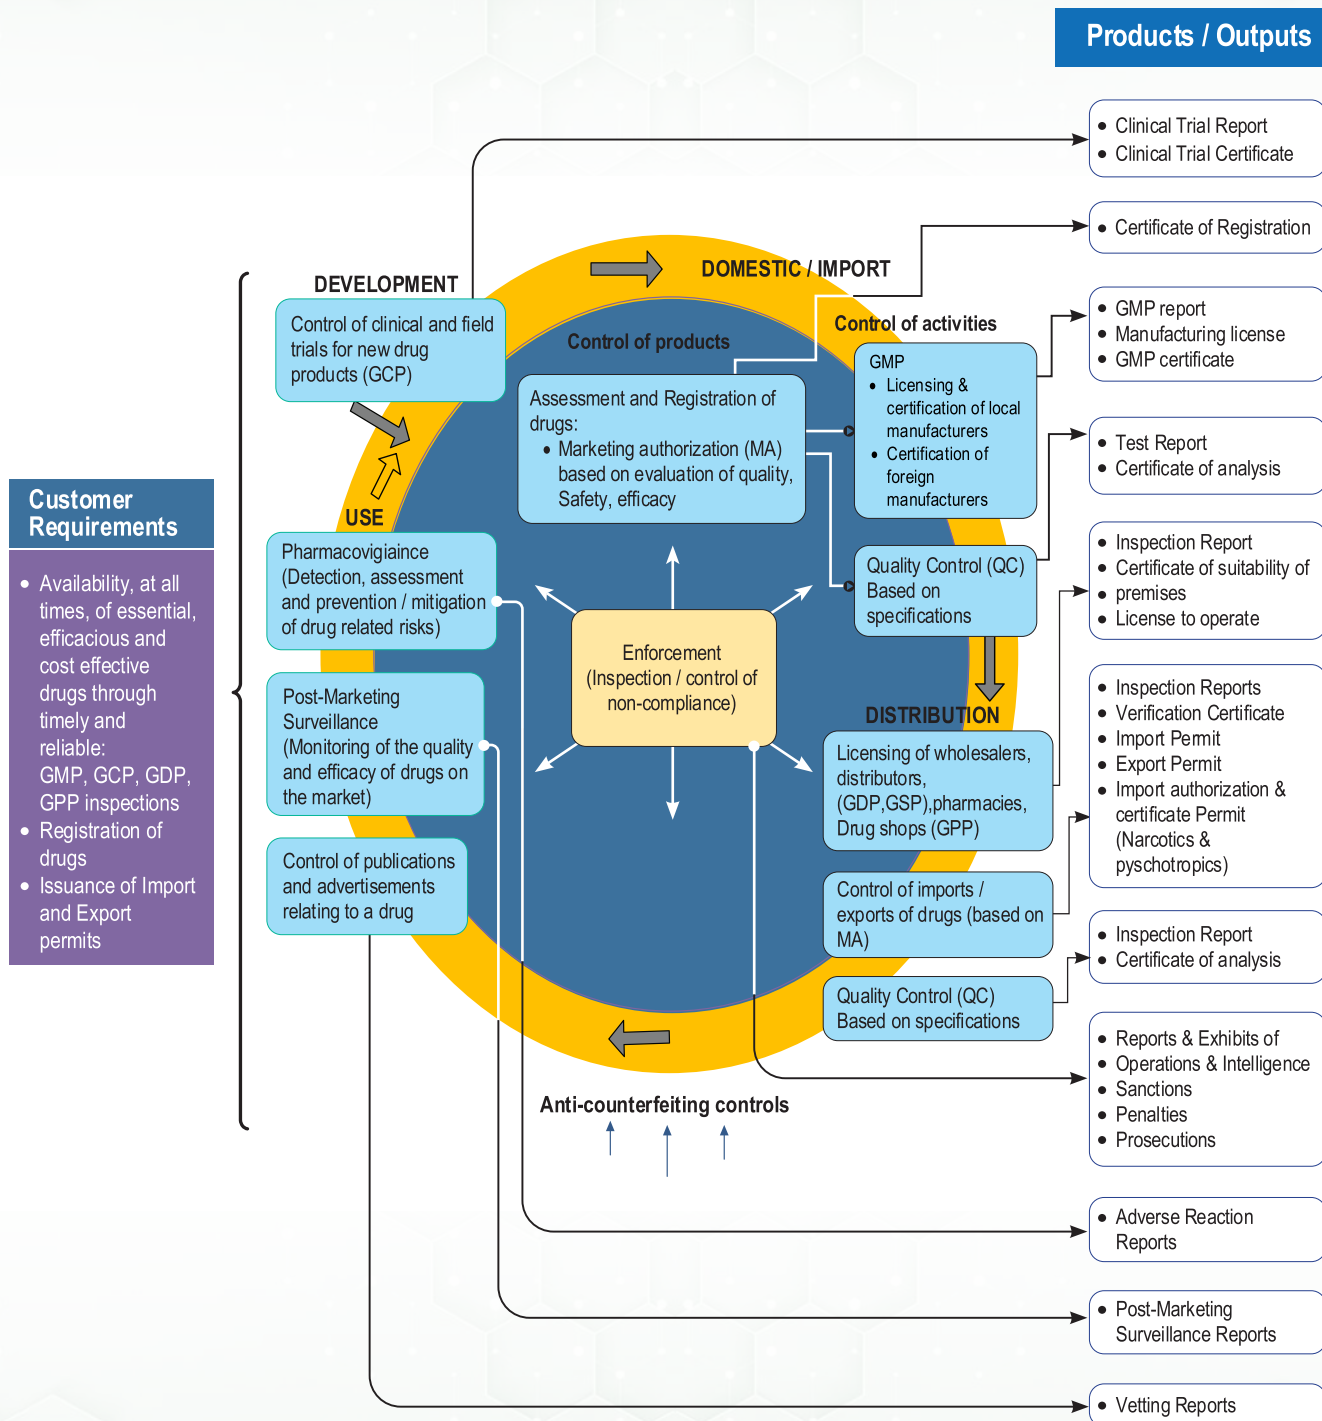 Products / Outputs
• Clinical Trial Report
• Clinical Trial Certificate
• Certificate of Registration
• GMP report
• Manufacturing license
• GMP certificate
• Test Report
• Certificate of analysis
• Inspection Report
• Certificate of suitability of
• premises
• License to operate
• Inspection Reports
• Verification Certificate
• Import Permit
• Export Permit
• Import authorization &
certificate Permit
(Narcotics &
pyschotropics)
• Inspection Report
• Certificate of analysis
• Reports & Exhibits of
• Operations & Intelligence
• Sanctions
• Penalties
• Prosecutions
• Adverse Reaction
Reports
• Post-Marketing
Surveillance Reports
• Vetting Reports
Customer
Requirements
• Availability, at all
times, of essential,
efficacious and
cost effective
drugs through
timely and
reliable:
GMP, GCP, GDP,
GPP inspections
• Registration of
drugs
• Issuance of Import
and Export
permits
DEVELOPMENT
Control of clinical and field
trials for new drug
products (GCP)
DOMESTIC / IMPORT
Control of products
Assessment and Registration of
drugs:
• Marketing authorization (MA)
based on evaluation of quality,
Safety, efficacy
Control of activities
GMP
• Licensing &
certification of local
manufacturers
• Certification of
foreign
manufacturers
Quality Control (QC)
Based on
specifications
USE
Pharmacovigiaince
(Detection, assessment
and prevention / mitigation
of drug related risks)
Post-Marketing
Surveillance
(Monitoring of the quality
and efficacy of drugs on
the market)
Control of publications
and advertisements
relating to a drug
Enforcement
(Inspection / control of
non-compliance)
DISTRIBUTION
Licensing of wholesalers,
distributors,
(GDP,GSP),pharmacies,
Drug shops (GPP)
Control of imports /
exports of drugs (based on
MA)
Quality Control (QC)
Based on specifications
Anti-counterfeiting controls